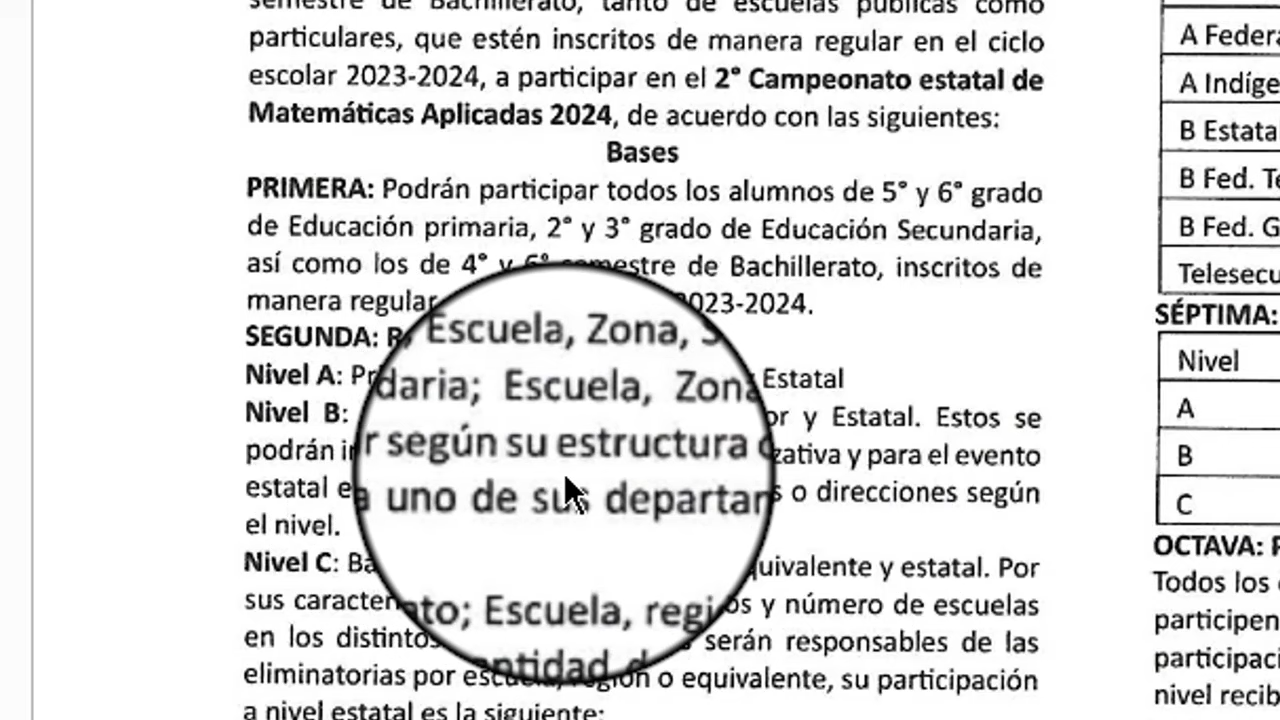 semestre de Bachillerato, tanto de escuelas públicas como
particulares, que estén inscritos de manera regular en el ciclo
escolar 2023-2024, a participar en el 2° Campeonato estatal de
Matemáticas Aplicadas 2024, de acuerdo con las siguientes:
Bases
PRIMERA: Podrán participar todos los alumnos de 5° y 6° grado
de Educación primaria, 2° y 3° grado de Educación Secundaria,
así como los de 4° y 6° semestre de Bachillerato, inscritos de
manera regular 2023-2024.
SEGUNDA:
Escuela, Zona,
Nivel A: Estatal
daria; Escuela, Zona
Nivel B: or y Estatal. Estos se
r según su estructura
podrán zativa y para el evento
estatal s o direcciones según
a uno de sus departam
el nivel.
Nivel C: quivalente y estatal. Por
sus caracter os y número de escuelas
ato; Escuela, regi
en los distintos serán responsables de las
antidad d
eliminatorias por escuela, región o equivalente, su participación
a nivel estatal es la siguiente:
A Federa
A Indíge
B Estata
B Fed. Te
B Fed. G
Telesecu
SÉPTIMA:
Nivel
A
B
C
OCTAVA:
Todos los
participen
participaci
nivel recib